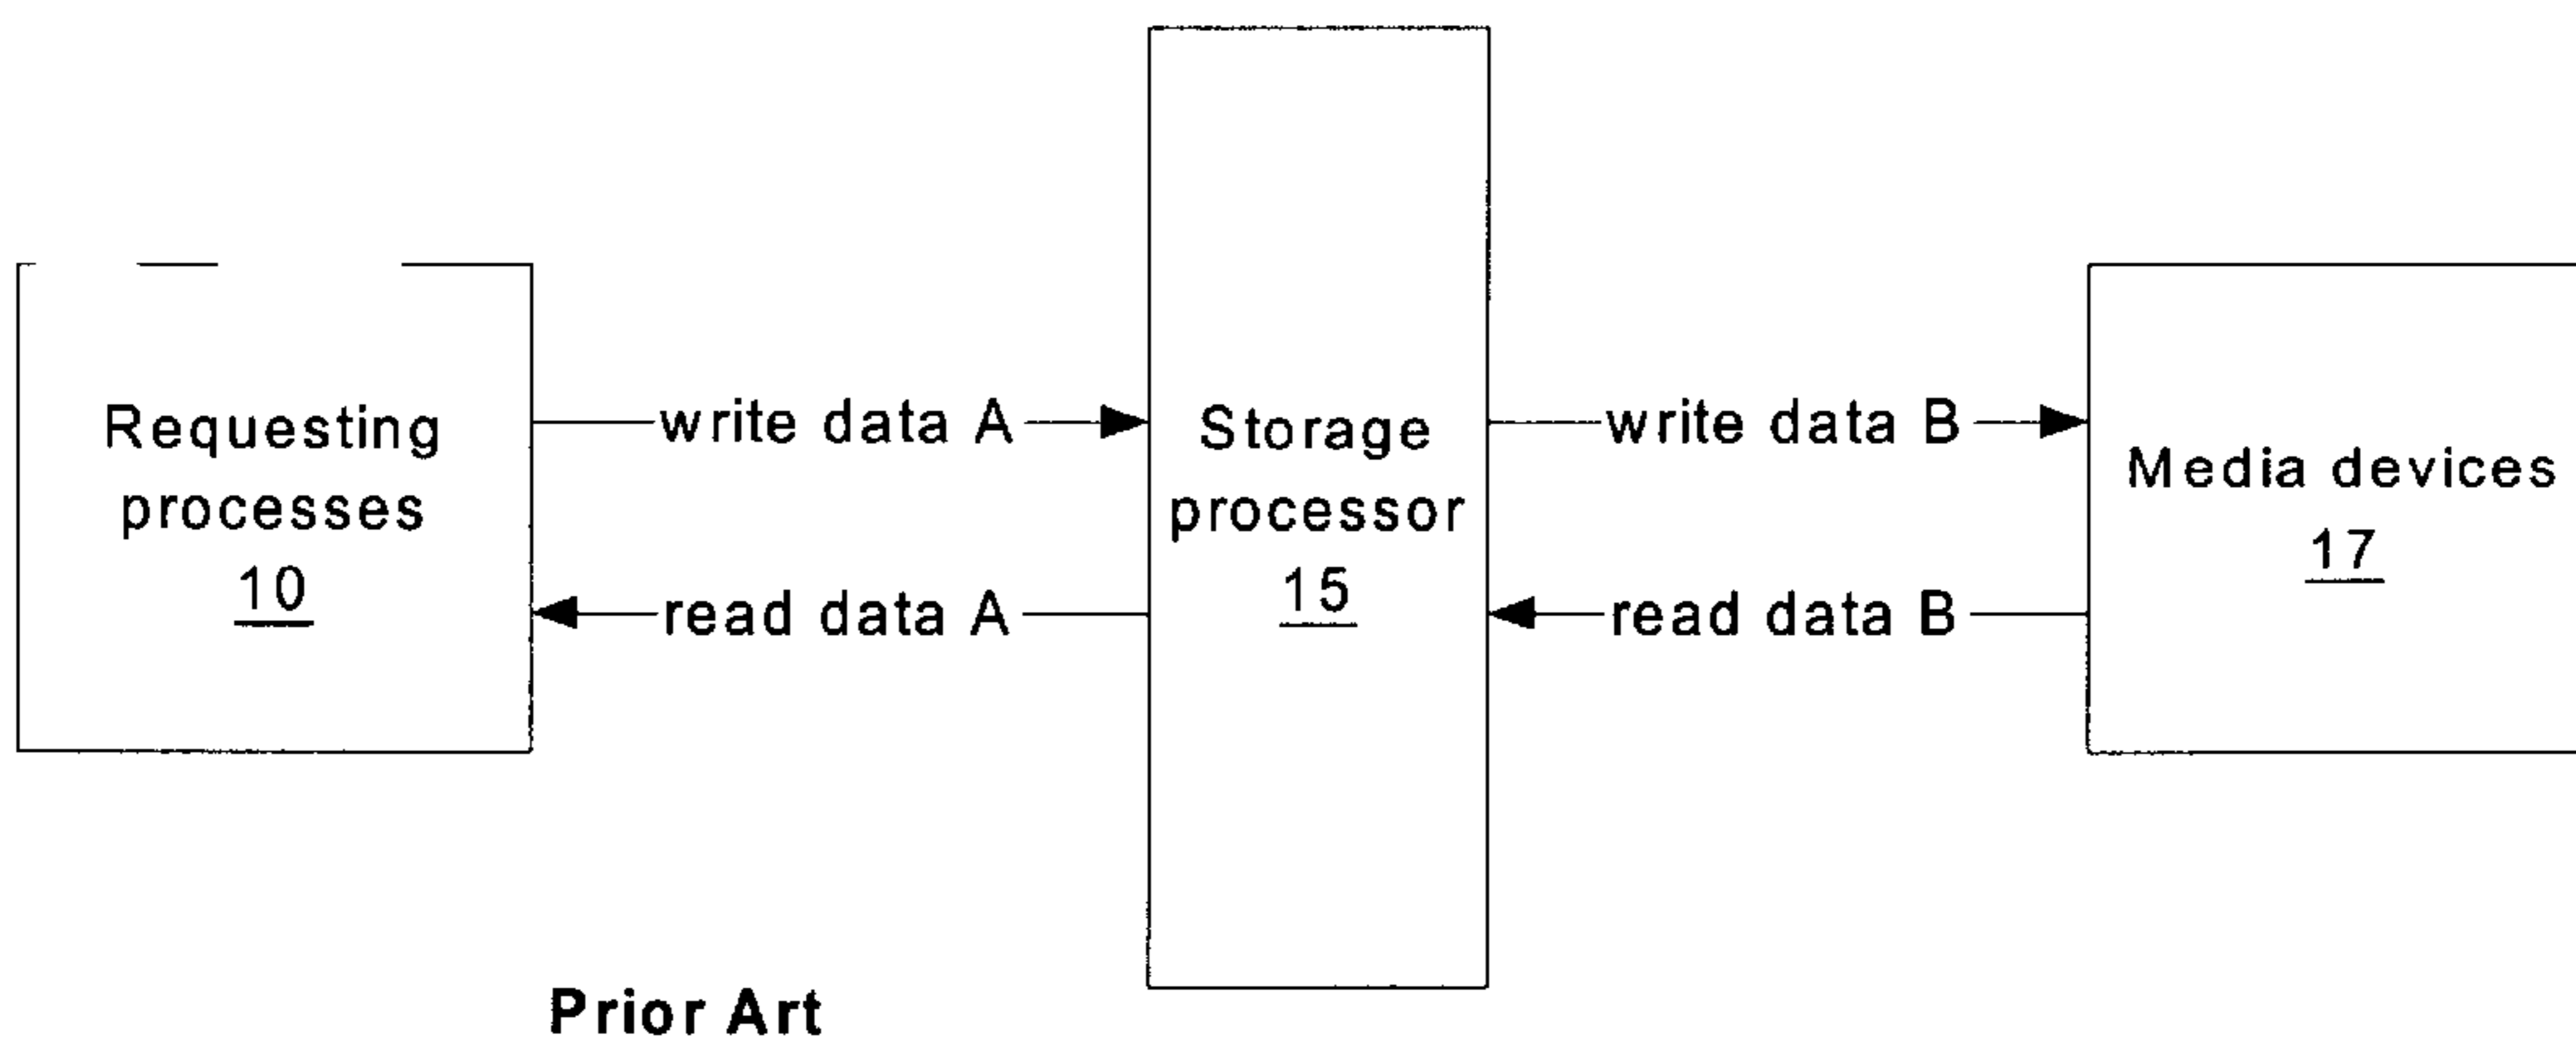 Requesting
processes
10
write data A
read data A
Storage
processor
15
write data B
read data B
Media devices
17
Prior Art